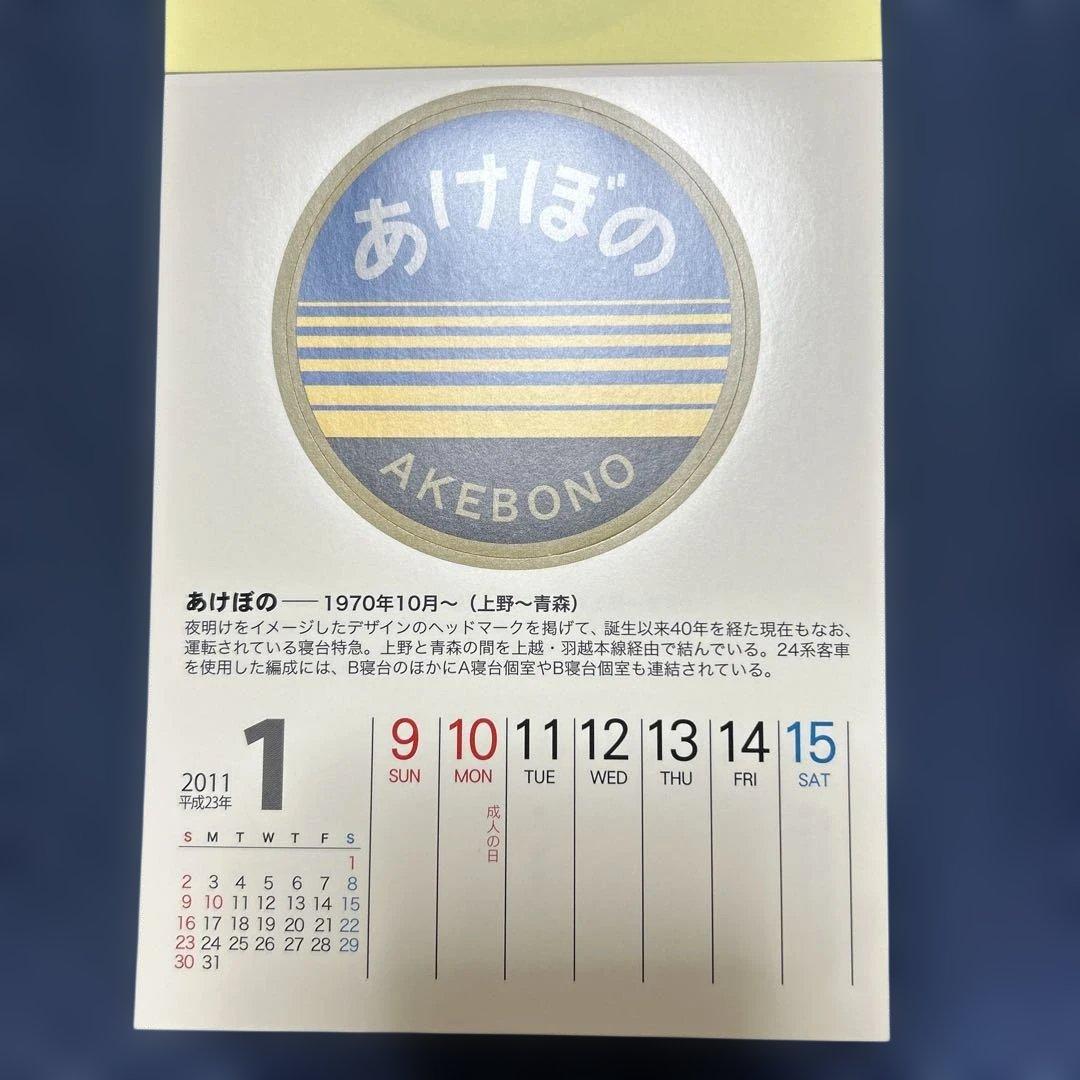 あけぼの
AKEBONO
あけぼの──1970年10月～（上野～青森）
夜明けをイメージしたデザインのヘッドマークを掲げて、誕生以来40年を経た現在もなお、
運転されている寝台特急。上野と青森の間を上越・羽越本線経由で結んでいる。24系客車
を使用した編成には、B寝台のほかにA寝台個室やB寝台個室も連結されている。
2011
平成23年
1
S M T W T F S
1
2 3 4 5 6 7 8
9 10 11 12 13 14 15
16 17 18 19 20 21 22
23 24 25 26 27 28 29
30 31
9 10 11 12 13 14 15
SUN MON TUE WED THU FRI SAT
成人の日